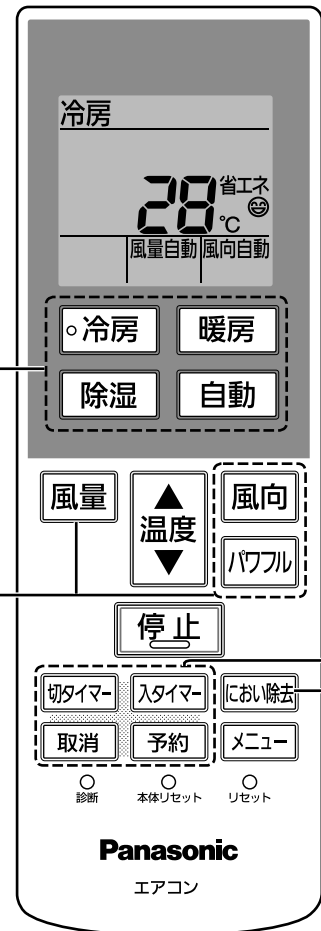 冷房
28℃ 省エネ
風量自動 風向自動
冷房 暖房
除湿 自動
風量 ▲ 風向
温度
▼ パワフル
停止
切タイマー 入タイマー におい除去
取消 予約 メニュー
診断 本体リセット リセット
Panasonic
エアコン